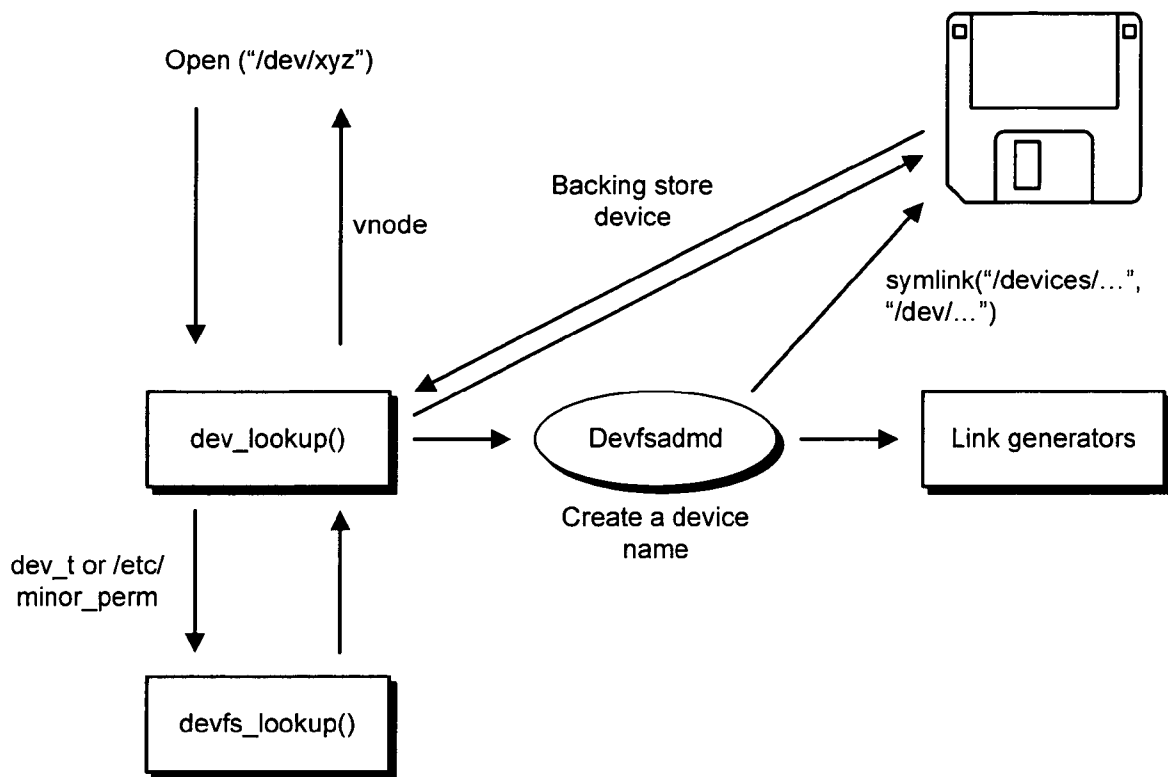 Open (“/dev/xyz”)
vnode
Backing store
device
symlink(“/devices/…”,
“/dev/…”)
dev_lookup()
Devfsadmd
Link generators
Create a device
name
dev_t or /etc/
minor_perm
devfs_lookup()